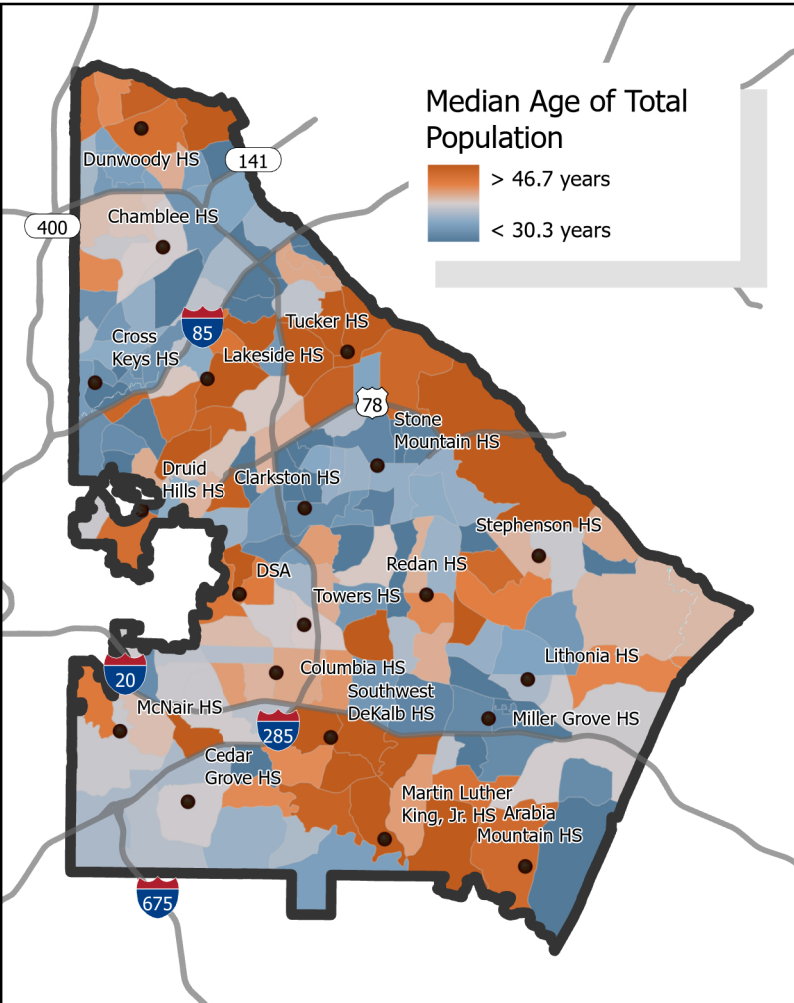 Median Age of Total
Population
> 46.7 years
< 30.3 years
Dunwoody HS
141
Chamblee HS
400
85
Tucker HS
Cross
Keys HS
Lakeside HS
78
Stone
Mountain HS
Druid
Hills HS
Clarkston HS
Stephenson HS
DSA
Redan HS
Towers HS
Lithonia HS
20
Columbia HS
McNair HS
Southwest
DeKalb HS
Miller Grove HS
285
Cedar
Grove HS
Martin Luther
King, Jr. HS
Arabia
Mountain HS
675